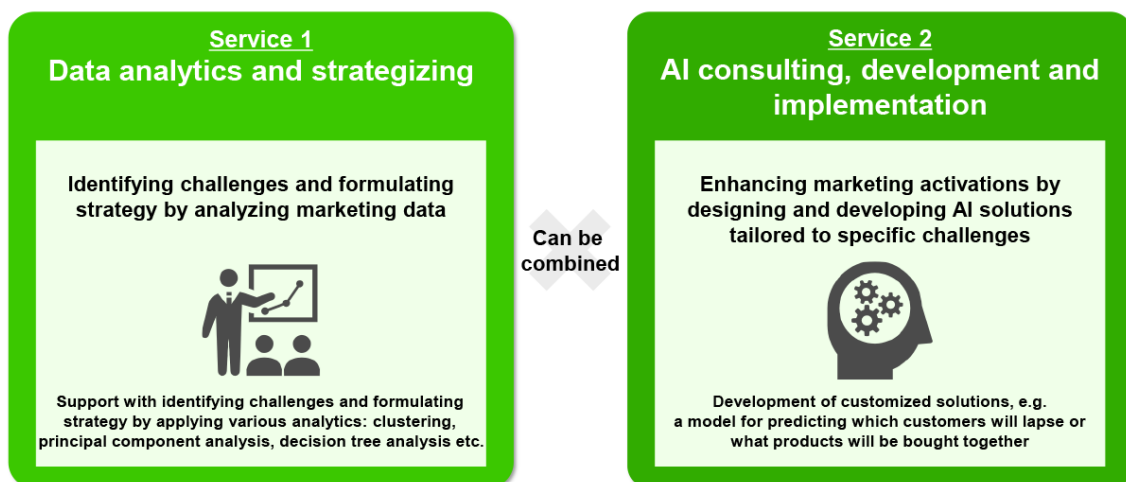 Service 1
Data analytics and strategizing
Identifying challenges and formulating
strategy by analyzing marketing data
Support with identifying challenges and formulating
strategy by applying various analytics: clustering,
principal component analysis, decision tree analysis etc.
Can be
combined
Service 2
AI consulting, development and
implementation
Enhancing marketing activations by
designing and developing AI solutions
tailored to specific challenges
Development of customized solutions, e.g.
a model for predicting which customers will lapse or
what products will be bought together